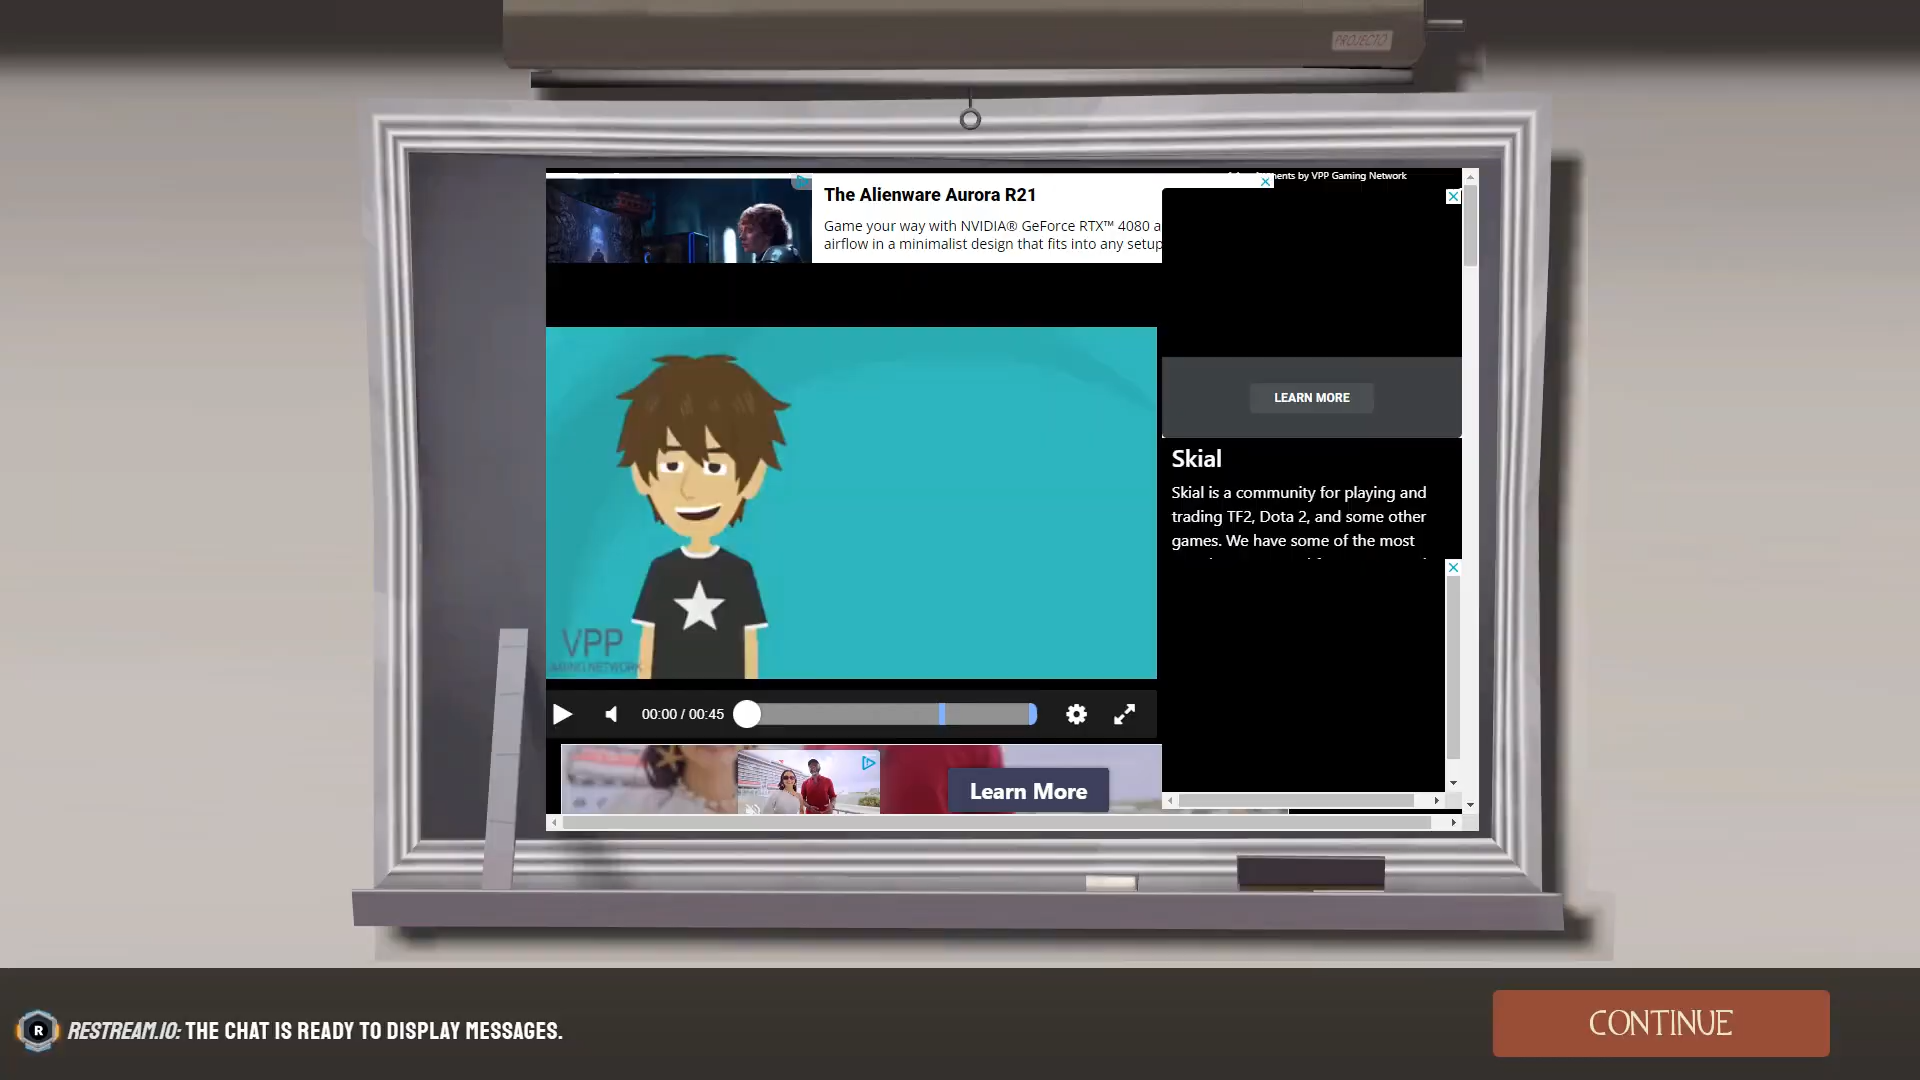 PROJECTO
The Alienware Aurora R21
Game your way with NVIDIA® GeForce RTX™ 4080 a
airflow in a minimalist design that fits into any setup
by VPP Gaming Network
LEARN MORE
Skial
Skial is a community for playing and
trading TF2, Dota 2, and some other
games. We have some of the most
VPP
GAMING NETWORK
00:00 / 00:45
Learn More
RESTREAM.IO: THE CHAT IS READY TO DISPLAY MESSAGES.
R
CONTINUE